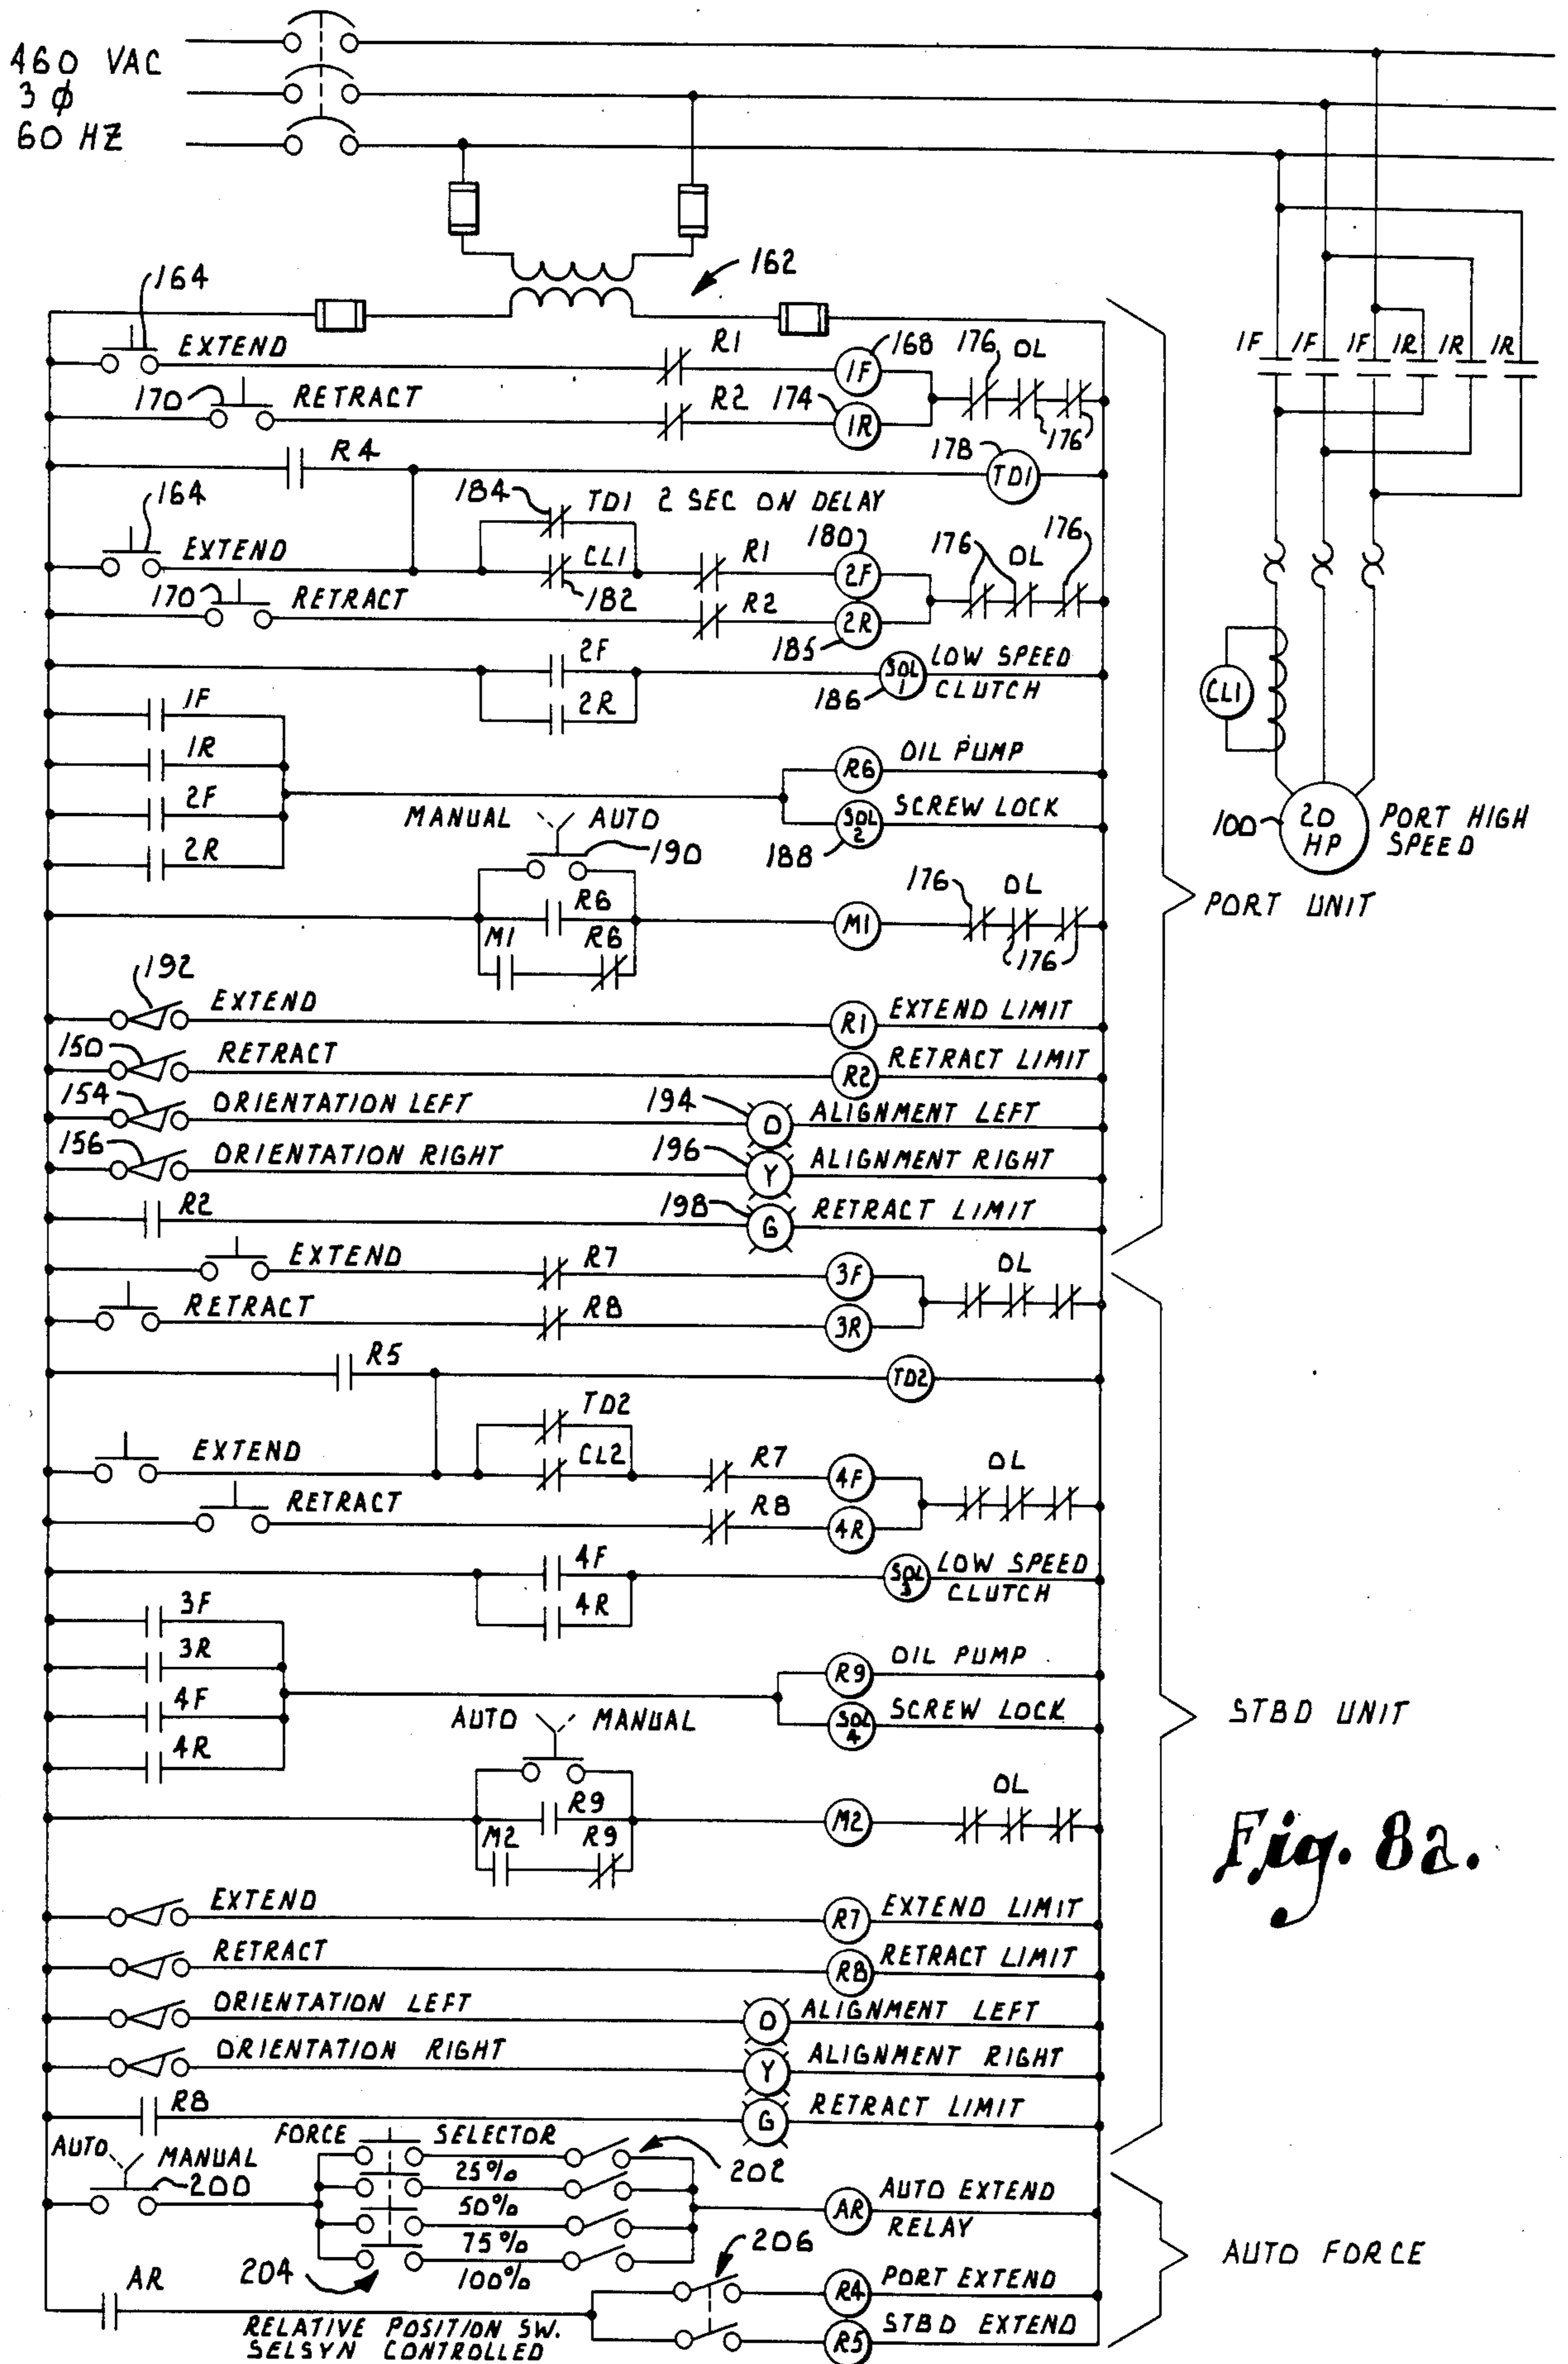 460 VAC
3 φ
60 HZ
162
164
EXTEND
R1
168
1F
176 OL
170
RETRACT
R2
174
1R
176
R4
178
TD1
164
184
TD1 2 SEC ON DELAY
EXTEND
CL1
182
R1
180
2F
176
OL
176
170
RETRACT
R2
2R
185
2F
2R
SOL
1
186
LOW SPEED
CLUTCH
1F
1R
2F
2R
R6
OIL PUMP
SOL
2
188
SCREW LOCK
MANUAL
AUTO
190
R6
M1
R6
M1
176
OL
176
192
EXTEND
R1
EXTEND LIMIT
150
RETRACT
R2
RETRACT LIMIT
154
ORIENTATION LEFT
194
O
ALIGNMENT LEFT
156
ORIENTATION RIGHT
196
Y
ALIGNMENT RIGHT
R2
198
G
RETRACT LIMIT
1F
1F
1F
1R
1R
1R
CL1
100
20
HP
PORT HIGH
SPEED
PORT UNIT
EXTEND
R7
3F
OL
RETRACT
R8
3R
R5
TD2
TD2
EXTEND
CL2
R7
4F
OL
RETRACT
R8
4R
4F
4R
SOL
3
LOW SPEED
CLUTCH
3F
3R
4F
4R
R9
OIL PUMP
SOL
4
SCREW LOCK
AUTO
MANUAL
R9
M2
R9
M2
OL
EXTEND
R7
EXTEND LIMIT
RETRACT
R8
RETRACT LIMIT
ORIENTATION LEFT
O
ALIGNMENT LEFT
ORIENTATION RIGHT
Y
ALIGNMENT RIGHT
R8
G
RETRACT LIMIT
STBD UNIT
Fig. 8a.
AUTO
MANUAL
200
FORCE SELECTOR
25%
50%
75%
100%
202
204
AR
AUTO EXTEND
RELAY
206
AR
RELATIVE POSITION SW.
SELSYN CONTROLLED
R4
PORT EXTEND
R5
STBD EXTEND
AUTO FORCE